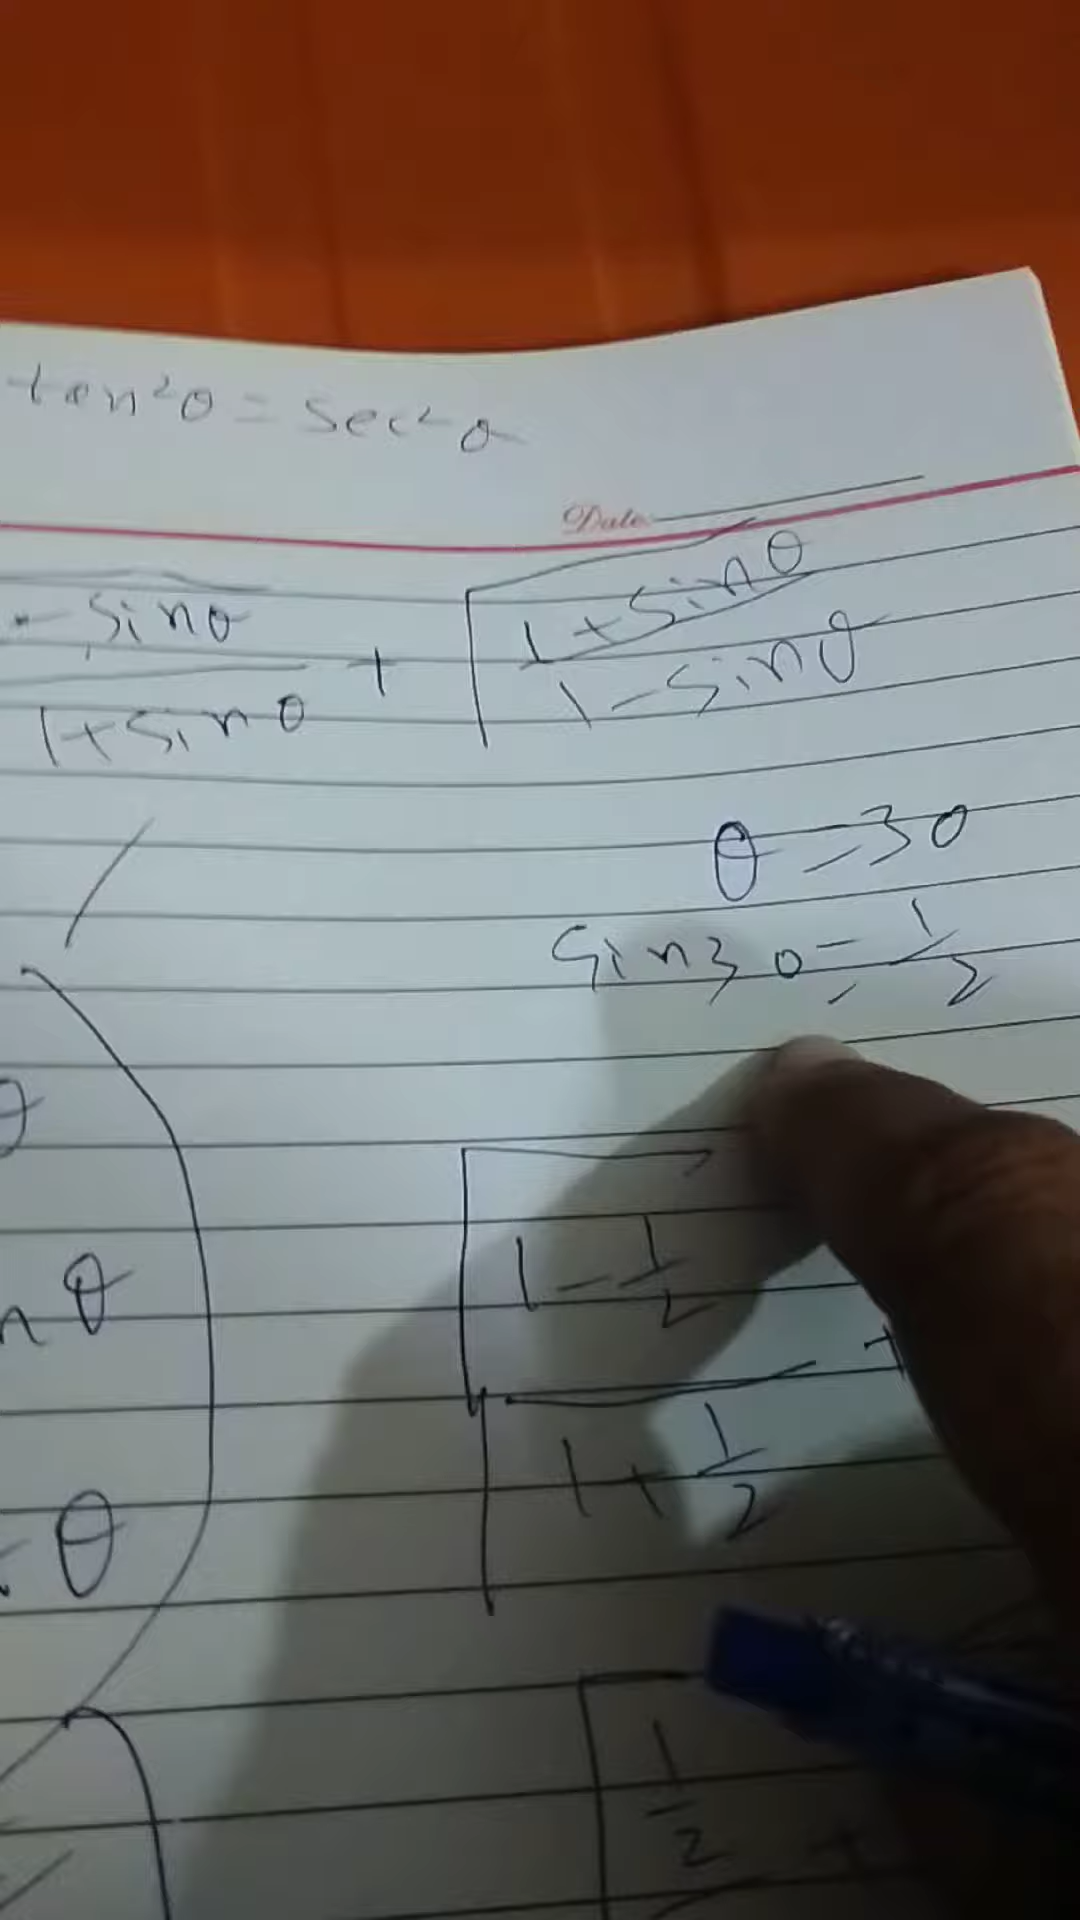 tan²θ = sec²θ
Date
- sinθ / 1+sinθ + √ 1+sinθ / 1-sinθ
θ = 30
sin30 = 1/2
θ
√ 1 - 1/2 / 1 + 1/2 +
n θ
θ
√ 1/2 +